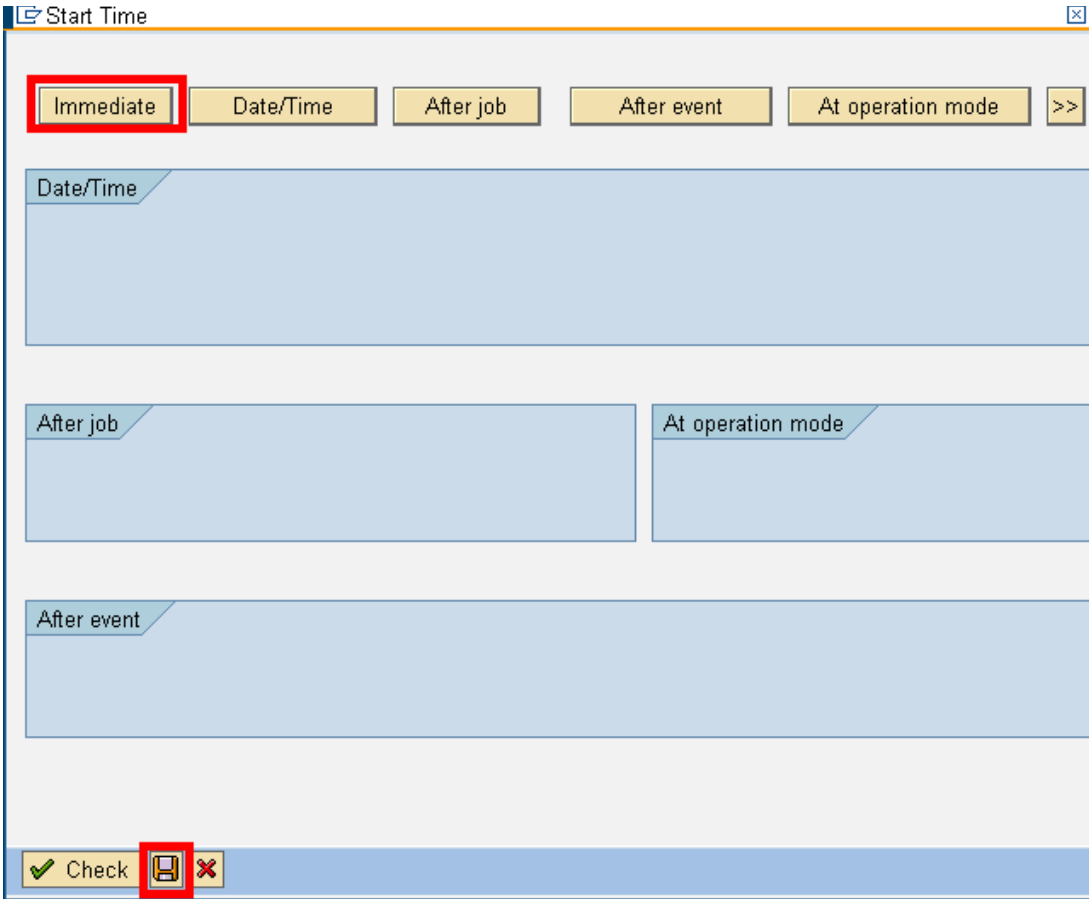 Start Time
Immediate Date/Time After job After event At operation mode >>
Date/Time
After job At operation mode
After event
Check